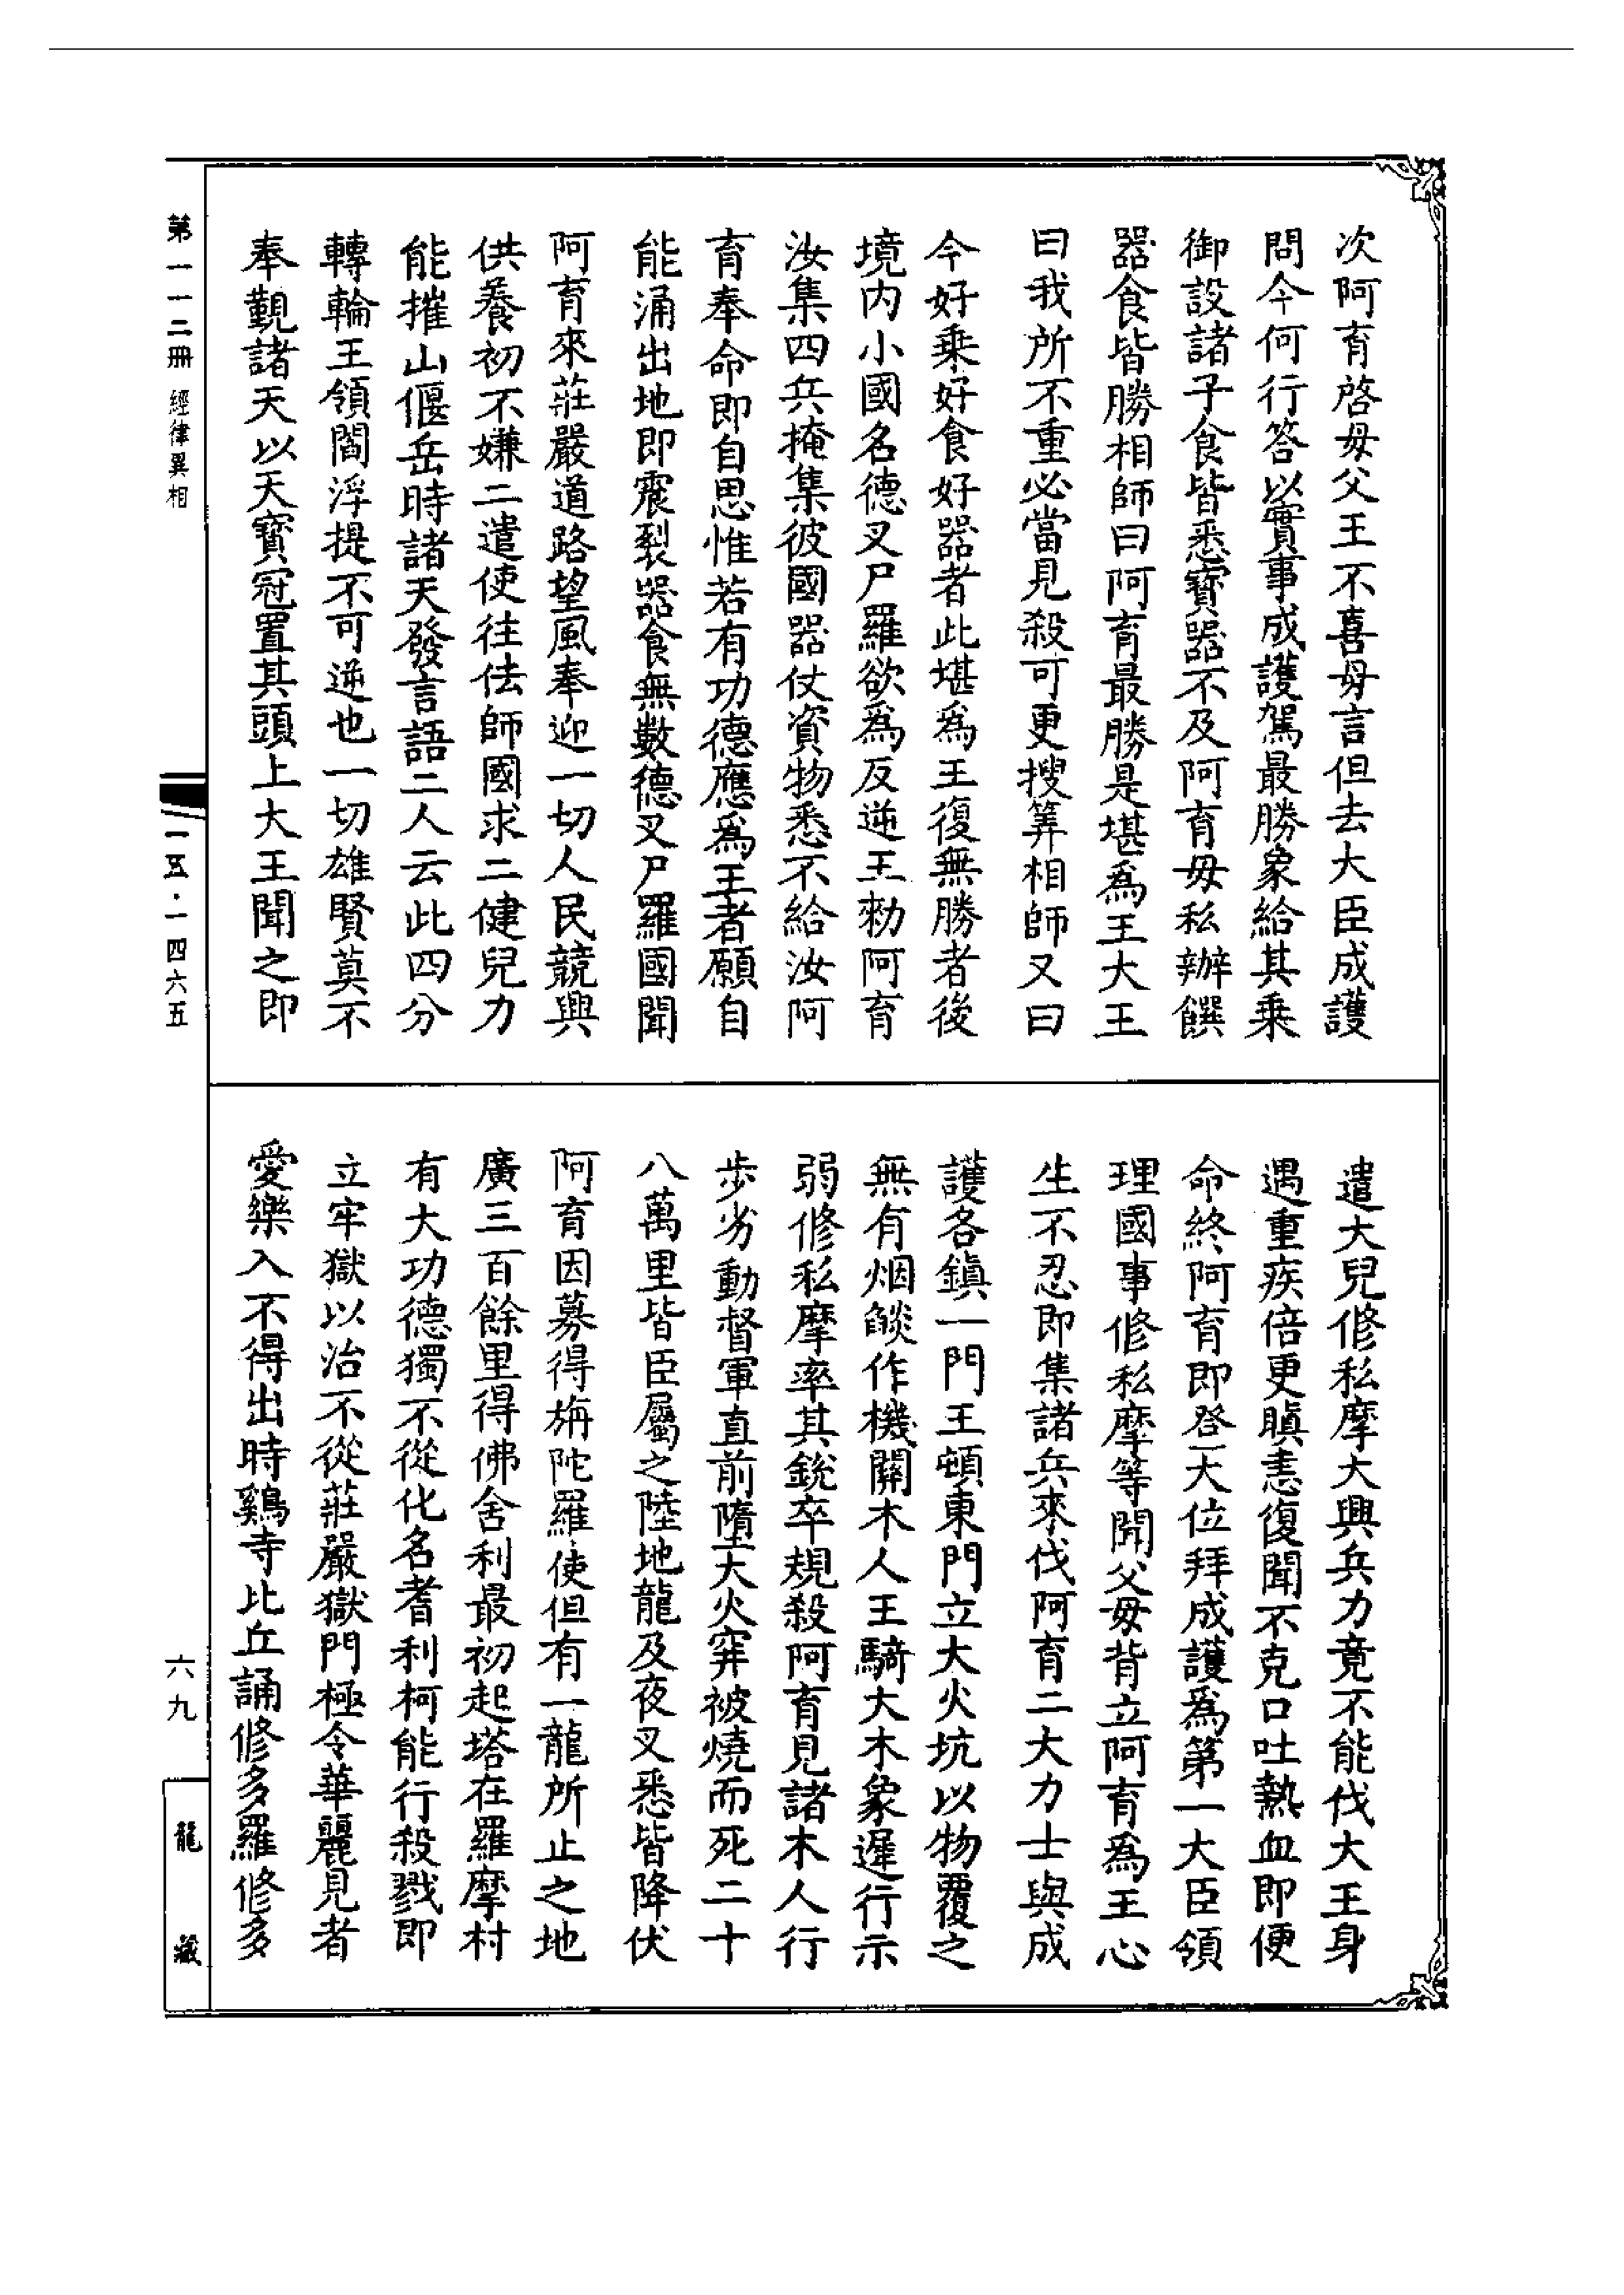 次阿育啓母父王不喜母言但去大臣成護
問今何行答以實事成護駕最勝象給其乘
御設諸子食皆悉寶器不及阿育母私辦饌
器食皆勝相師曰阿育最勝是堪爲王大王
曰我所不重必當見殺可更搜筭相師又曰
今好乘好食好器者此堪爲王復無勝者後
境内小國名德叉尸羅欲爲反逆王勑阿育
汝集四兵掩集彼國器仗資物悉不給汝阿
育奉命即自思惟若有功德應爲王者願自
能涌出地即震裂器食無數德叉尸羅國聞
阿育來莊嚴道路望風奉迎一切人民競興
供養初不嫌二遣使往佉師國求二健兒力
能摧山偃岳時諸天發言語二人云此四分
轉輪王領閻浮提不可逆也一切雄賢莫不
奉覲諸天以天寶冠置其頭上大王聞之即
遣大兒修私摩大興兵力竟不能伐大王身
遇重疾倍更瞋恚復聞不克口吐熱血即便
命終阿育即登大位拜成護爲第一大臣領
理國事修私摩等聞父母背立阿育爲王心
生不忍即集諸兵來伐阿育二大力士與成
護各鎮一門王頓東門立大火坑以物覆之
無有烟燄作機關木人王騎大木象遲行示
弱修私摩率其銳卒規殺阿育見諸木人行
步劣動督軍直前墮大火穽被燒而死二十
八萬里皆臣屬之陸地龍及夜叉悉皆降伏
阿育因募得旃陀羅使但有一龍所止之地
廣三百餘里得佛舍利最初起塔在羅摩村
有大功德獨不從化名耆利柯能行殺戮即
立牢獄以治不從莊嚴獄門極令華麗見者
愛樂入不得出時鷄寺比丘誦修多羅修多
第一一二冊 經律異相
一五·一四六五
六九
龍藏